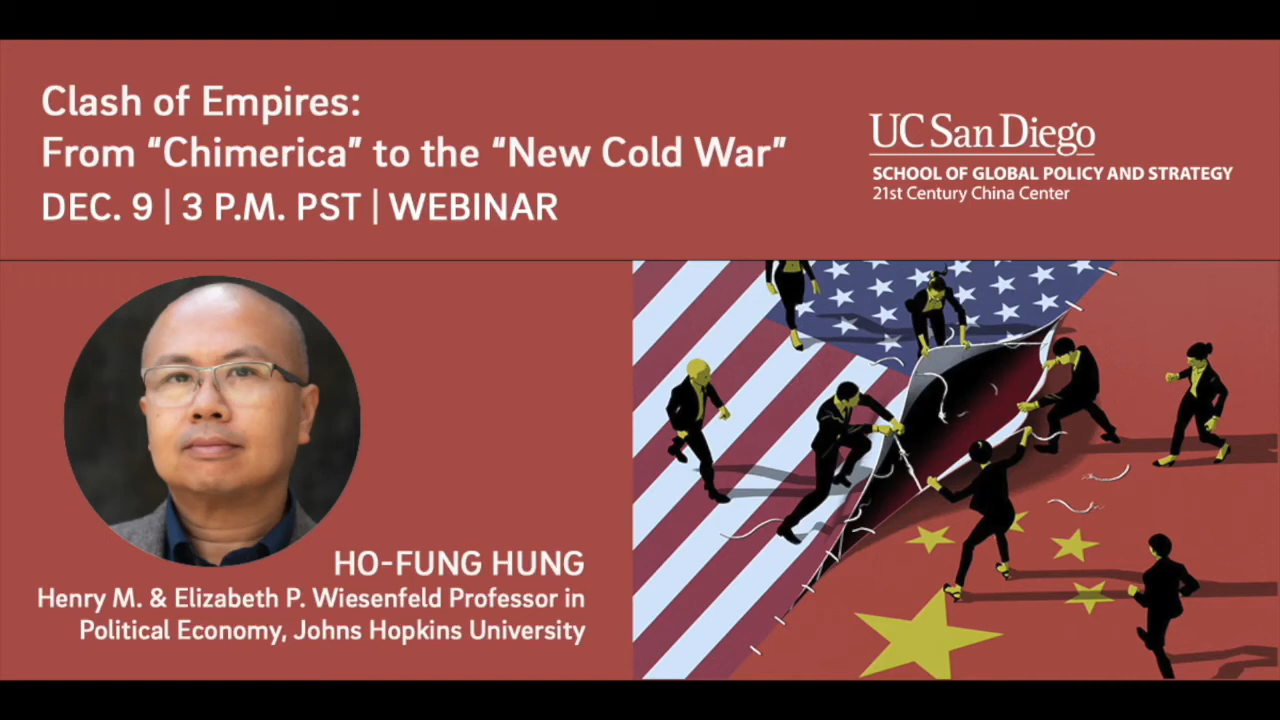 Clash of Empires:
From “Chimerica” to the “New Cold War”
DEC. 9 | 3 P.M. PST | WEBINAR
UC San Diego
SCHOOL OF GLOBAL POLICY AND STRATEGY
21st Century China Center
HO-FUNG HUNG
Henry M. & Elizabeth P. Wiesenfeld Professor in
Political Economy, Johns Hopkins University